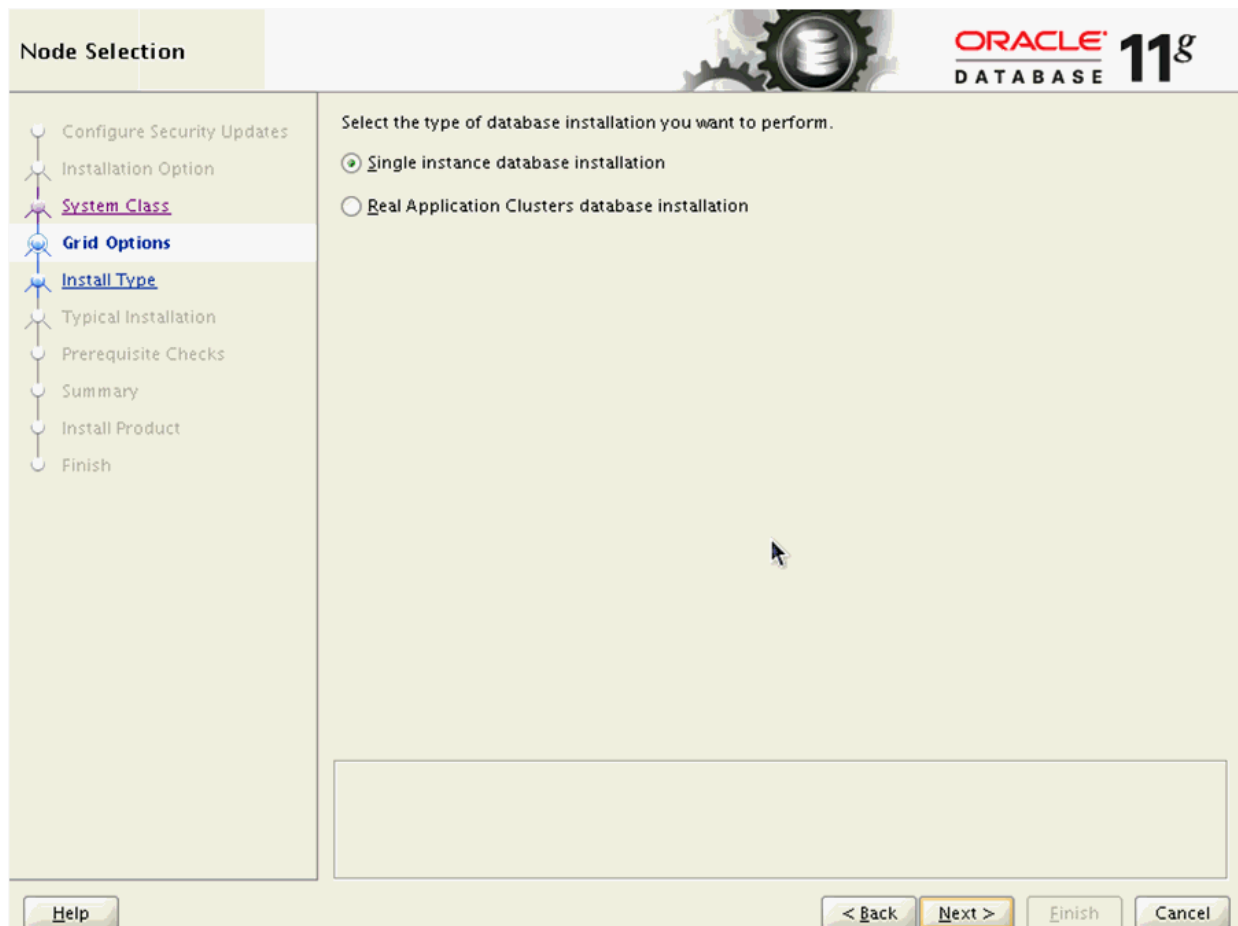 Node Selection
ORACLE
DATABASE
11g
Configure Security Updates
Installation Option
System Class
Grid Options
Install Type
Typical Installation
Prerequisite Checks
Summary
Install Product
Finish
Select the type of database installation you want to perform.
Single instance database installation
Real Application Clusters database installation
Help
< Back
Next >
Finish
Cancel